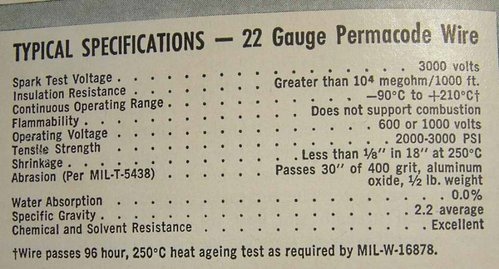 TYPICAL SPECIFICATIONS — 22 Gauge Permacode Wire
Spark Test Voltage . . . . . . . . . . . . . . 3000 volts
Insulation Resistance . . . . . . . . Greater than 10⁴ megohm/1000 ft.
Continuous Operating Range . . . . . . . . . . —90°C to +210°C†
Flammability . . . . . . . . . . Does not support combustion
Operating Voltage . . . . . . . . . . . . 600 or 1000 volts
Tensile Strength . . . . . . . . . . . . . 2000-3000 PSI
Shrinkage . . . . . . . . . . Less than ⅛" in 18" at 250°C
Abrasion (Per MIL-T-5438) Passes 30" of 400 grit, aluminum
oxide, ½ lb. weight
Water Absorption . . . . . . . . . . . . . . . 0.0%
Specific Gravity . . . . . . . . . . . . . . 2.2 average
Chemical and Solvent Resistance . . . . . . . . Excellent
†Wire passes 96 hour, 250°C heat ageing test as required by MIL-W-16878.